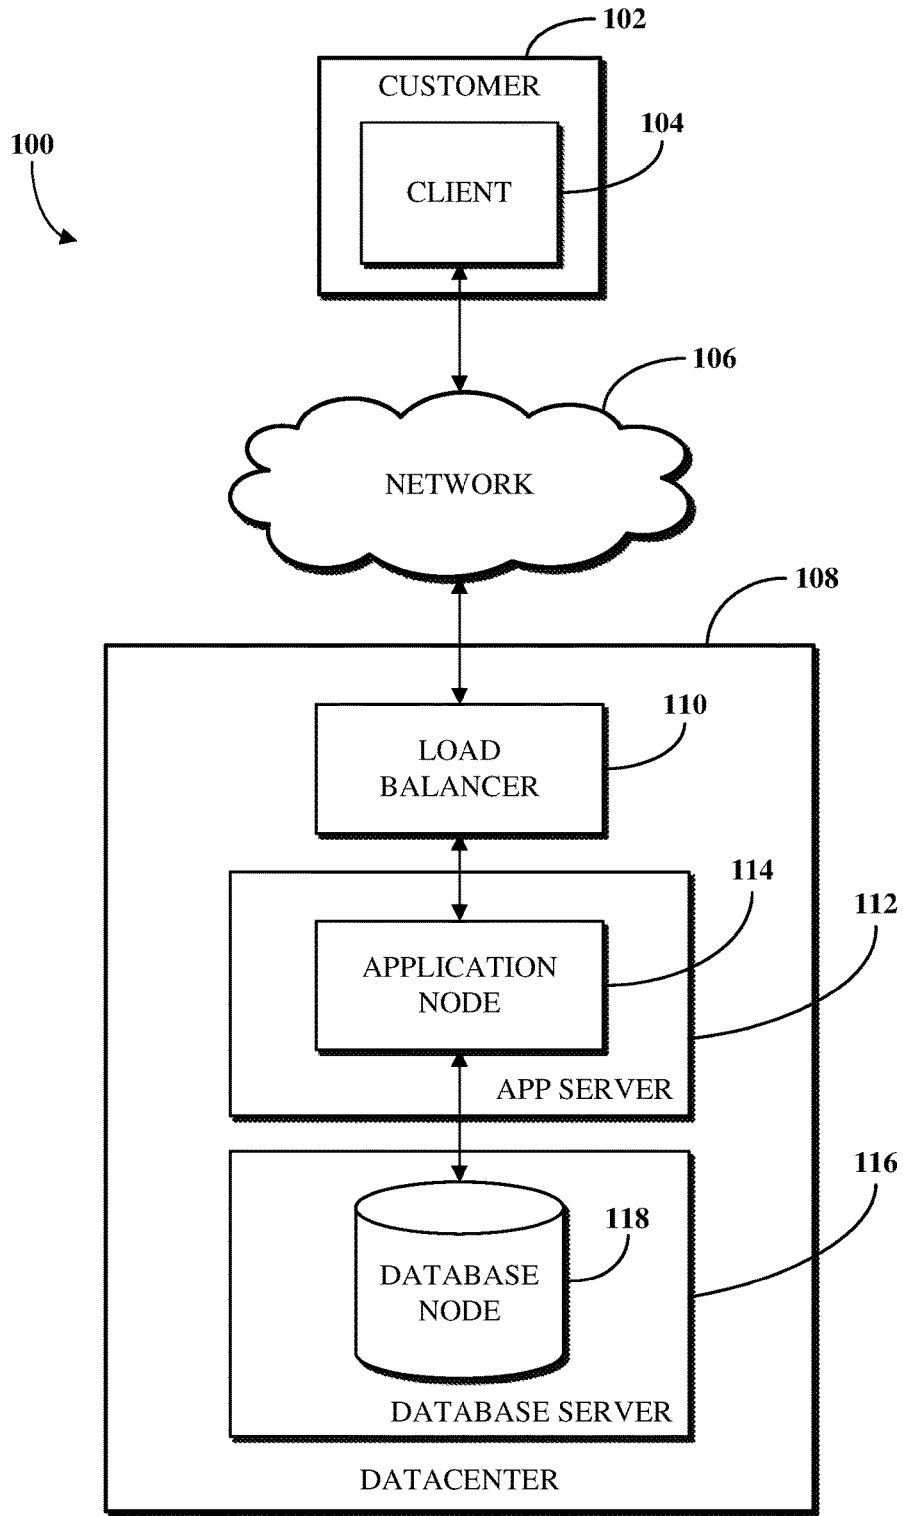 102
CUSTOMER
104
100
CLIENT
106
NETWORK
108
110
LOAD
BALANCER
114
112
APPLICATION
NODE
APP SERVER
116
118
DATABASE
NODE
DATABASE SERVER
DATACENTER